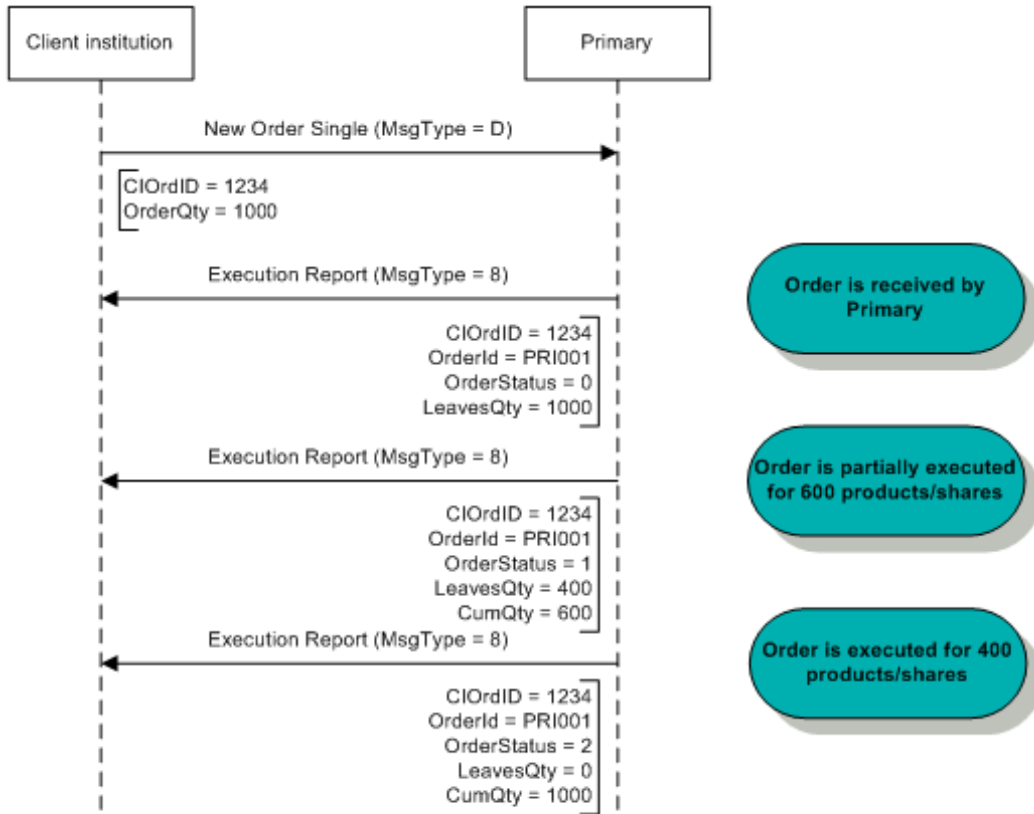 Client institution
Primary
New Order Single (MsgType = D)
ClOrdID = 1234
OrderQty = 1000
Execution Report (MsgType = 8)
Order is received by
Primary
ClOrdID = 1234
OrderId = PRI001
OrderStatus = 0
LeavesQty = 1000
Execution Report (MsgType = 8)
Order is partially executed
for 600 products/shares
ClOrdID = 1234
OrderId = PRI001
OrderStatus = 1
LeavesQty = 400
CumQty = 600
Execution Report (MsgType = 8)
Order is executed for 400
products/shares
ClOrdID = 1234
OrderId = PRI001
OrderStatus = 2
LeavesQty = 0
CumQty = 1000